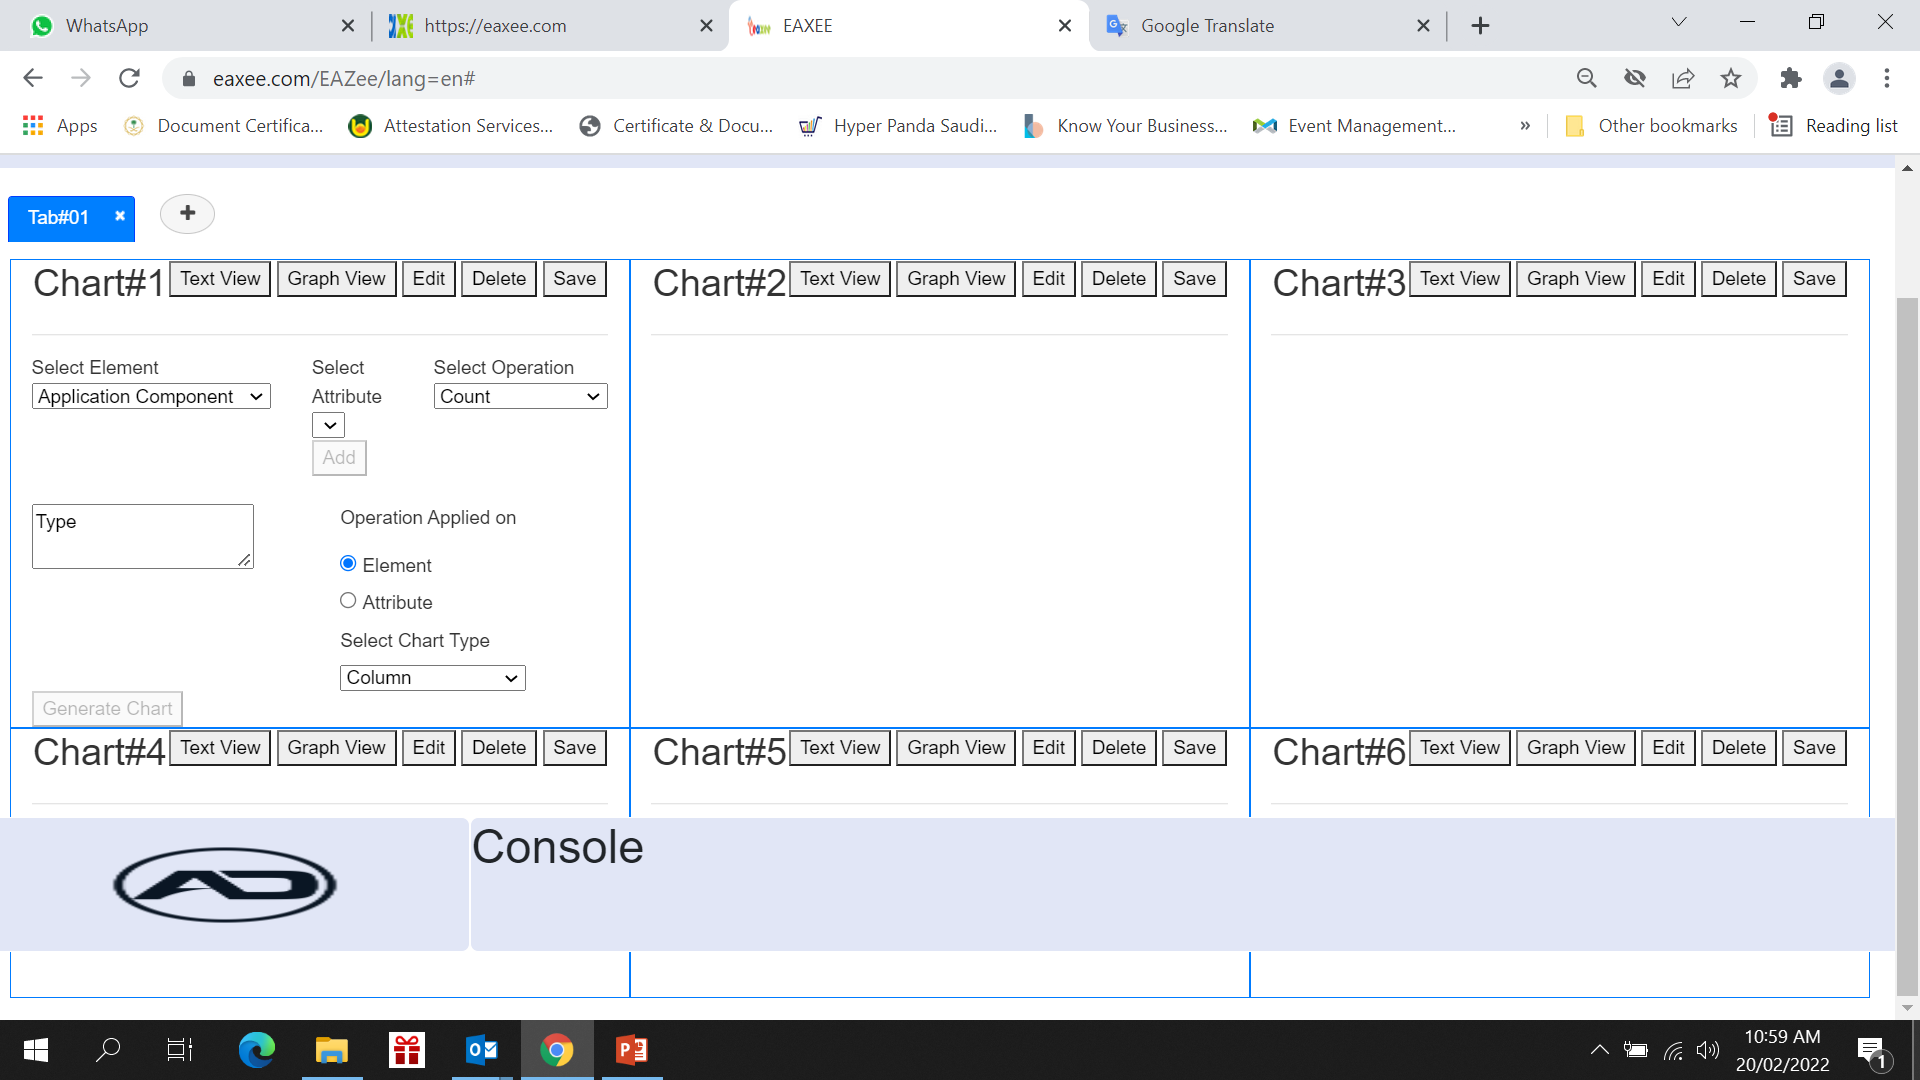 WhatsApp
https://eaxee.com
EAXEE
Google Translate
eaxee.com/EAZee/lang=en#
Apps
Document Certifica...
Attestation Services...
Certificate & Docu...
Hyper Panda Saudi...
Know Your Business...
Event Management...
»
Other bookmarks
Reading list
Tab#01
Chart#1 Text View Graph View Edit Delete Save
Chart#2 Text View Graph View Edit Delete Save
Chart#3 Text View Graph View Edit Delete Save
Select Element
Application Component
Select
Attribute
Add
Select Operation
Count
Type
Operation Applied on
Element
Attribute
Select Chart Type
Column
Generate Chart
Chart#4 Text View Graph View Edit Delete Save
Chart#5 Text View Graph View Edit Delete Save
Chart#6 Text View Graph View Edit Delete Save
AD
Console
10:59 AM
20/02/2022
1